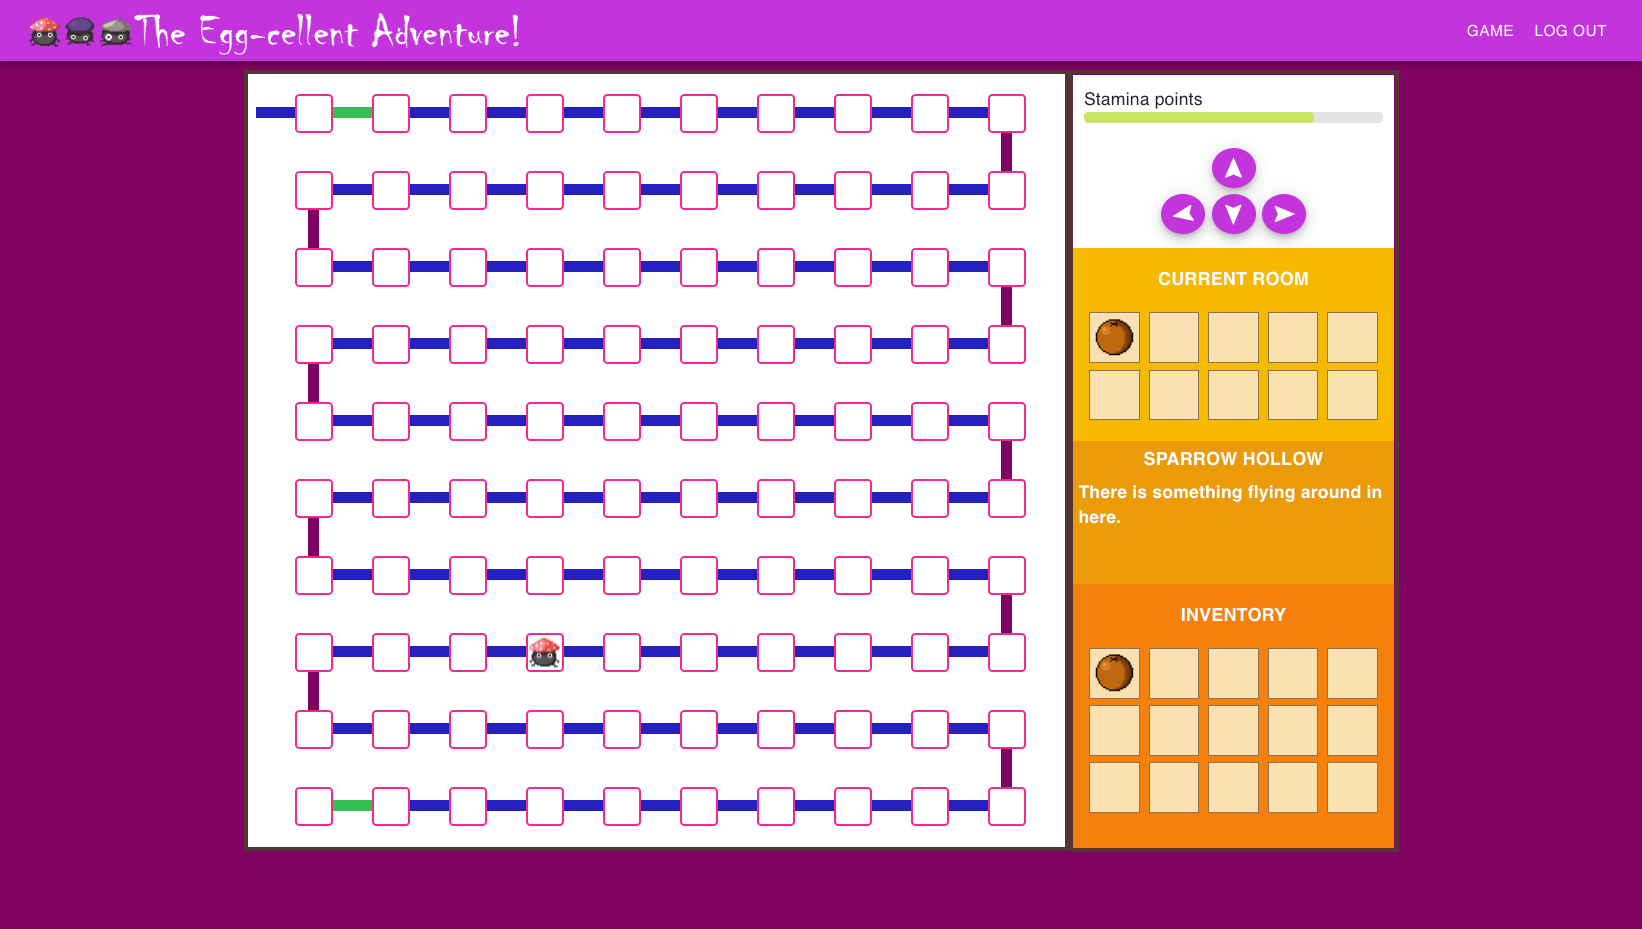 The Egg-cellent Adventure!
GAME
LOG OUT
Stamina points
CURRENT ROOM
SPARROW HOLLOW
There is something flying around in
here.
INVENTORY